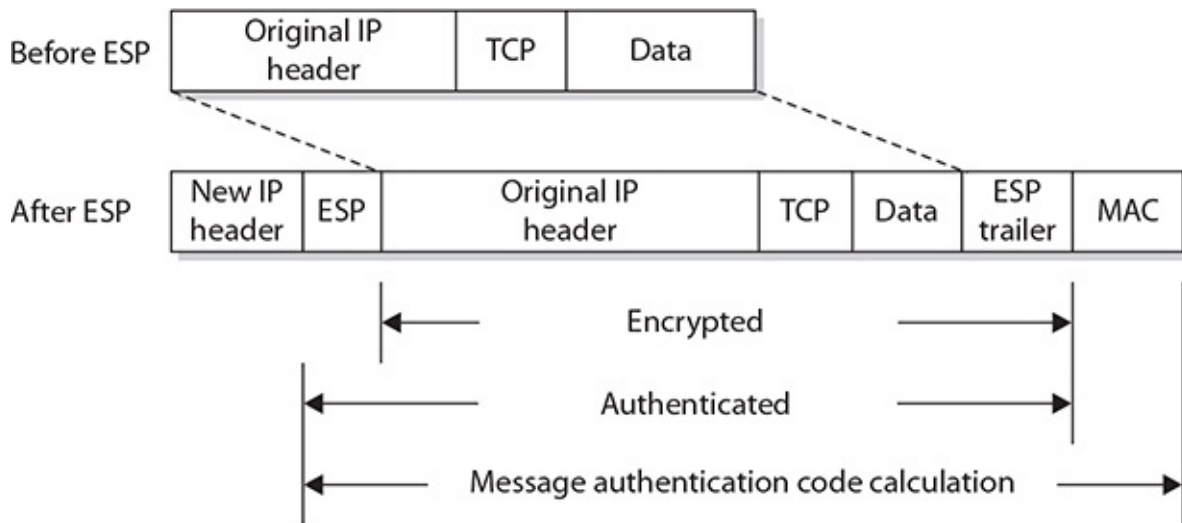 Before ESP
Original IP
header
TCP
Data
After ESP
New IP
header
ESP
Original IP
header
TCP
Data
ESP
trailer
MAC
Encrypted
Authenticated
Message authentication code calculation